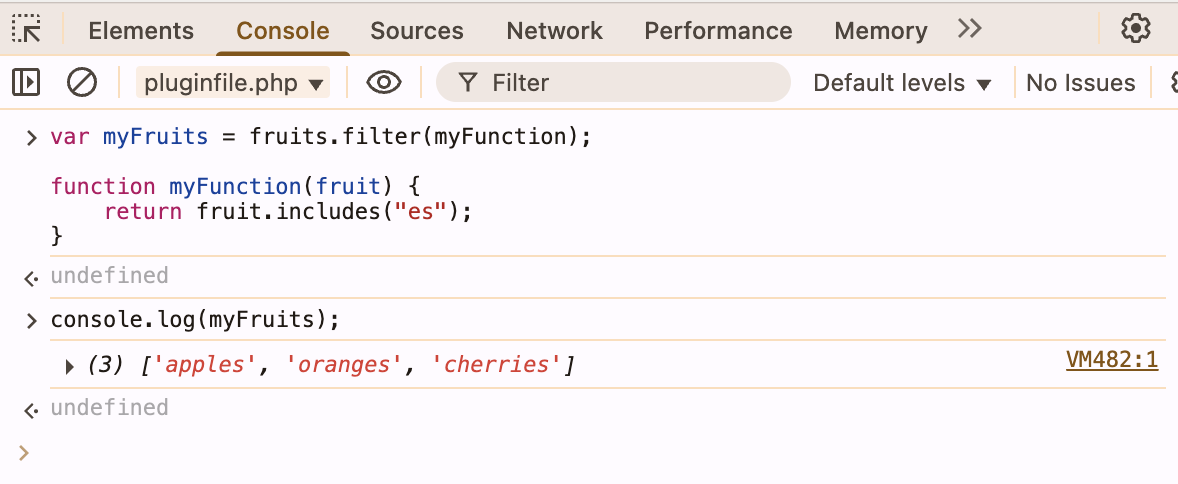 Elements Console Sources Network Performance Memory
pluginfile.php Filter Default levels No Issues
> var myFruits = fruits.filter(myFunction);
function myFunction(fruit) {
    return fruit.includes("es");
}
undefined
> console.log(myFruits);
(3) ['apples', 'oranges', 'cherries'] VM482:1
undefined
>